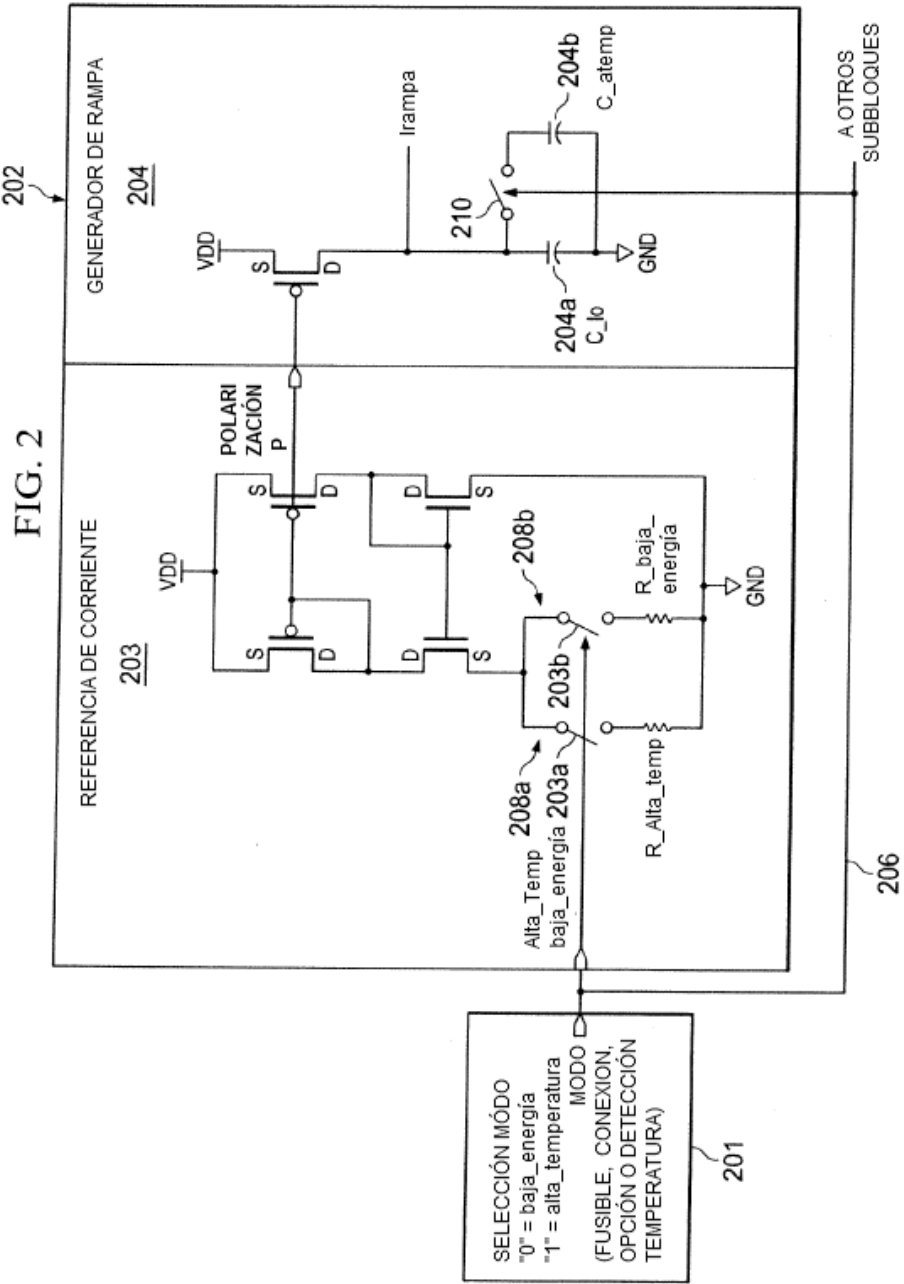 FIG. 2
202
REFERENCIA DE CORRIENTE
203
GENERADOR DE RAMPA
204
VDD
S
D
S
D
D
S
D
S
POLARI
ZACIÓN
P
VDD
S
D
Irampa
210
204a
C_lo
204b
C_atemp
GND
208a
208b
Alta_Temp
baja_energía
203a
203b
R_Alta_temp
R_baja_
energía
GND
SELECCIÓN MÓDO
"0" = baja_energía
"1" = alta_temperatura
MODO
(FUSIBLE, CONEXION,
OPCIÓN O DETECCIÓN
TEMPERATURA)
201
206
A OTROS
SUBBLOQUES